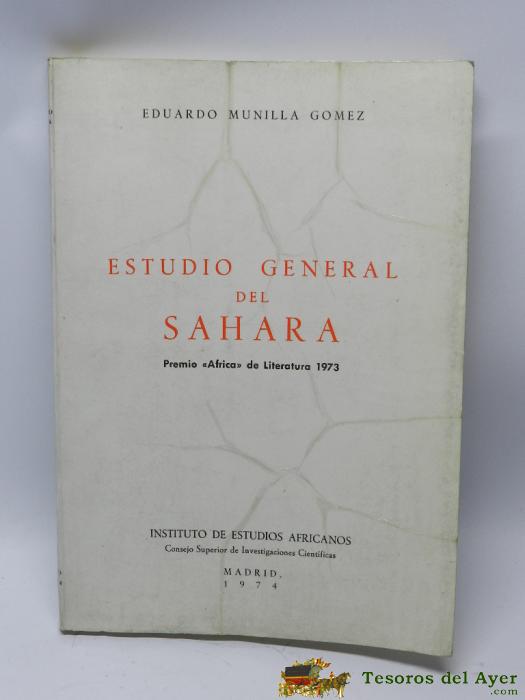 EDUARDO MUNILLA GOMEZ
ESTUDIO GENERAL
DEL
SAHARA
Premio «Africa» de Literatura 1973
INSTITUTO DE ESTUDIOS AFRICANOS
Consejo Superior de Investigaciones Científicas
MADRID,
1974
Tesoros del Ayer
.com